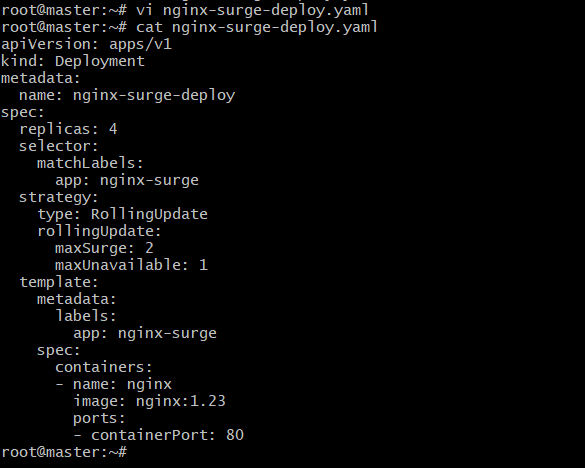 root@master:~# vi nginx-surge-deploy.yaml
root@master:~# cat nginx-surge-deploy.yaml
apiVersion: apps/v1
kind: Deployment
metadata:
  name: nginx-surge-deploy
spec:
  replicas: 4
  selector:
    matchLabels:
      app: nginx-surge
  strategy:
    type: RollingUpdate
    rollingUpdate:
      maxSurge: 2
      maxUnavailable: 1
  template:
    metadata:
      labels:
        app: nginx-surge
    spec:
      containers:
      - name: nginx
        image: nginx:1.23
        ports:
        - containerPort: 80
root@master:~#